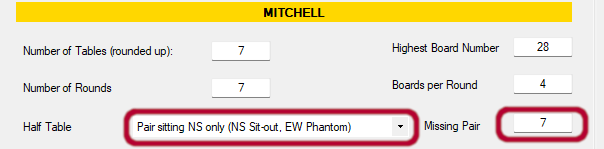 MITCHELL
Number of Tables (rounded up): 7 Highest Board Number 28
Number of Rounds 7 Boards per Round 4
Half Table Pair sitting NS only (NS Sit-out, EW Phantom) Missing Pair 7